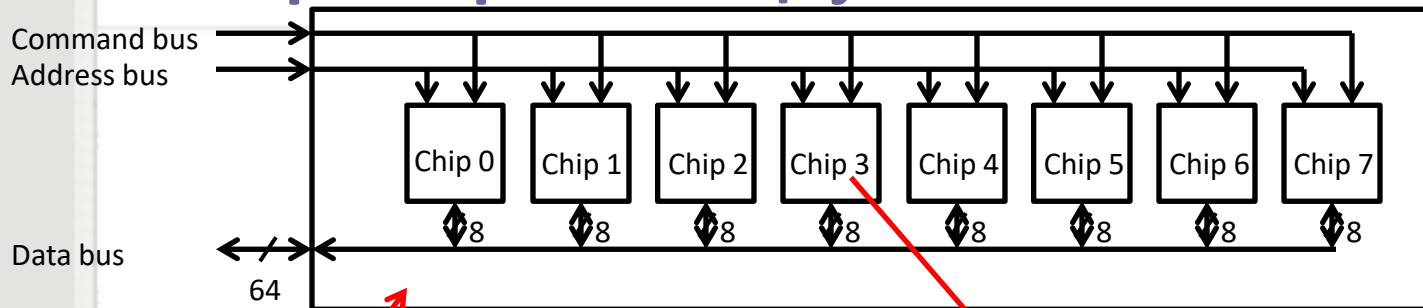 Command bus
Address bus
Chip 0 Chip 1 Chip 2 Chip 3 Chip 4 Chip 5 Chip 6 Chip 7
8 8 8 8 8 8 8 8
Data bus
64